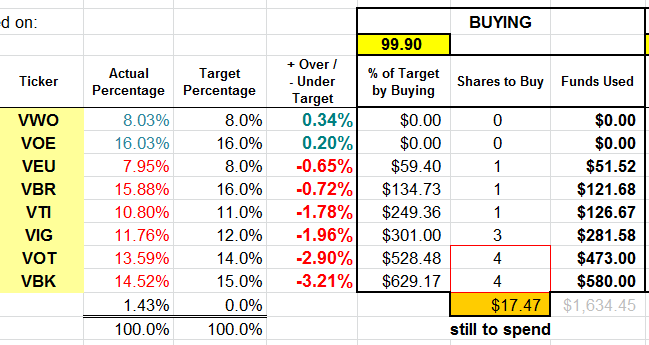 ed on:
BUYING
99.90
Ticker Actual Percentage Target Percentage + Over / - Under Target % of Target by Buying Shares to Buy Funds Used
VWO 8.03% 8.0% 0.34% $0.00 0 $0.00
VOE 16.03% 16.0% 0.20% $0.00 0 $0.00
VEU 7.95% 8.0% -0.65% $59.40 1 $51.52
VBR 15.88% 16.0% -0.72% $134.73 1 $121.68
VTI 10.80% 11.0% -1.78% $249.36 1 $126.67
VIG 11.76% 12.0% -1.96% $301.00 3 $281.58
VOT 13.59% 14.0% -2.90% $528.48 4 $473.00
VBK 14.52% 15.0% -3.21% $629.17 4 $580.00
1.43% 0.0% $17.47 $1,634.45
100.0% 100.0% still to spend